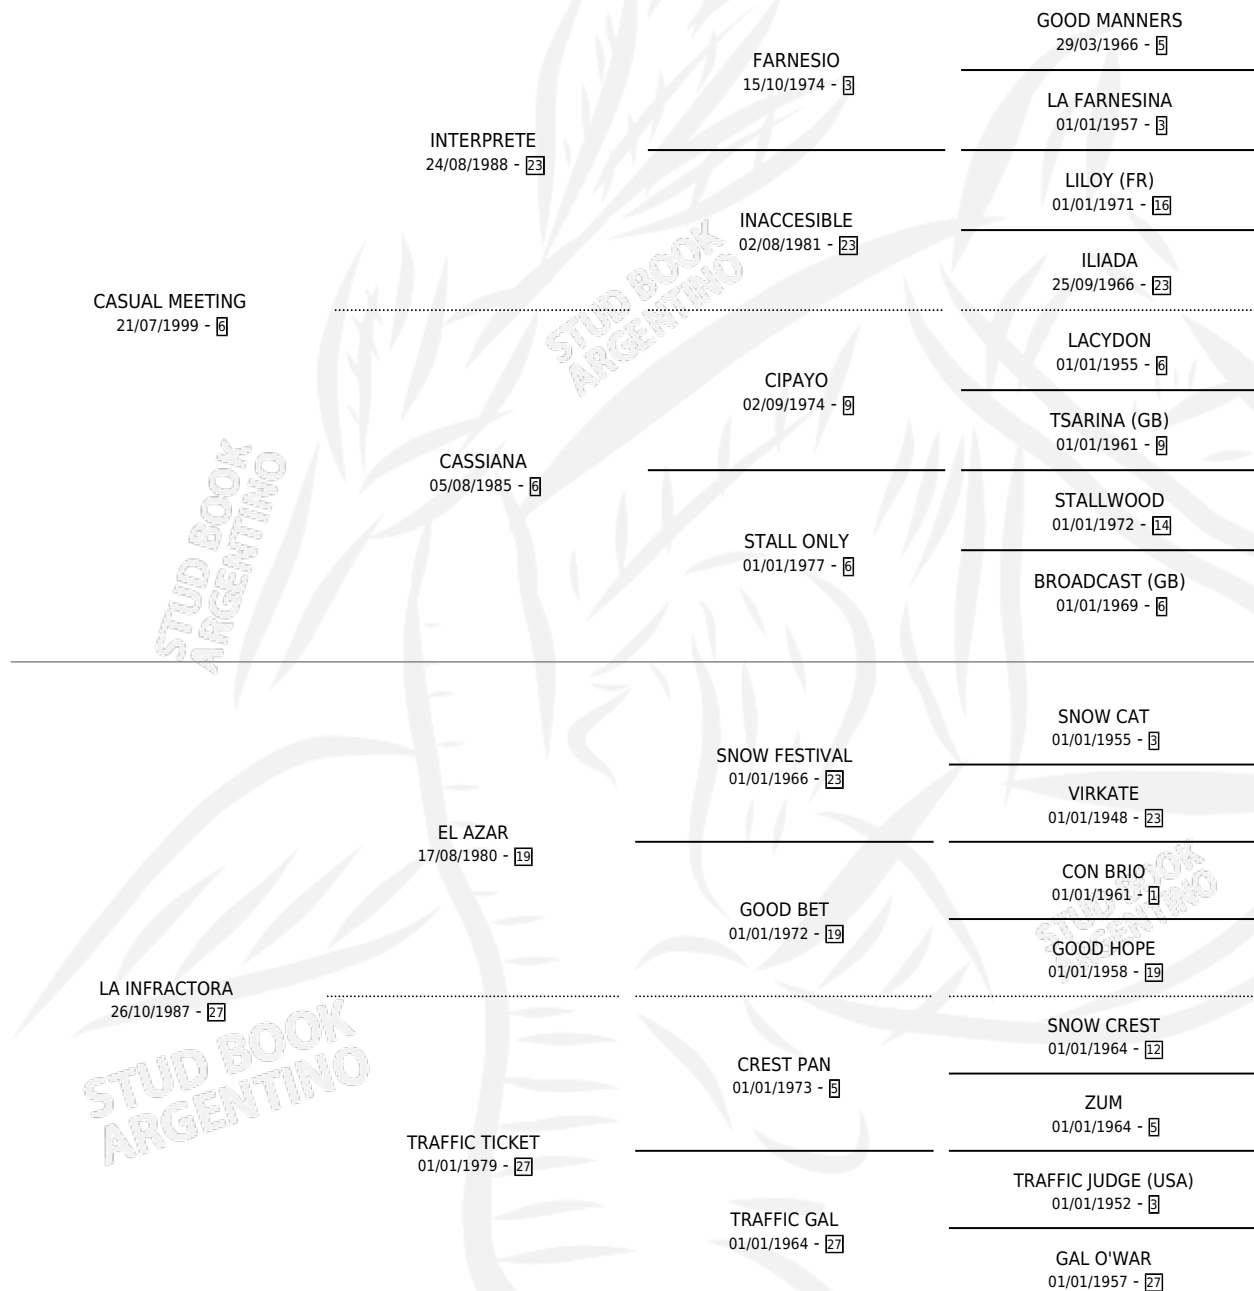 GOOD MANNERS
29/03/1966 - 5
FARNESIO
15/10/1974 - 3
LA FARNESINA
01/01/1957 - 3
INTERPRETE
24/08/1988 - 23
LILOY (FR)
01/01/1971 - 16
INACCESIBLE
02/08/1981 - 23
ILIADA
25/09/1966 - 23
CASUAL MEETING
21/07/1999 - 6
LACYDON
01/01/1955 - 6
CIPAYO
02/09/1974 - 9
TSARINA (GB)
01/01/1961 - 9
CASSIANA
05/08/1985 - 6
STALLWOOD
01/01/1972 - 14
STALL ONLY
01/01/1977 - 6
BROADCAST (GB)
01/01/1969 - 6
SNOW CAT
01/01/1955 - 3
SNOW FESTIVAL
01/01/1966 - 23
VIRKATE
01/01/1948 - 23
EL AZAR
17/08/1980 - 19
CON BRIO
01/01/1961 - 1
GOOD BET
01/01/1972 - 19
GOOD HOPE
01/01/1958 - 19
LA INFRACTORA
26/10/1987 - 27
SNOW CREST
01/01/1964 - 12
CREST PAN
01/01/1973 - 5
ZUM
01/01/1964 - 5
TRAFFIC TICKET
01/01/1979 - 27
TRAFFIC JUDGE (USA)
01/01/1952 - 3
TRAFFIC GAL
01/01/1964 - 27
GAL O'WAR
01/01/1957 - 27
STUD BOOK
ARGENTINO
STUD BOOK
ARGENTINO
STUD BOOK
ARGENTINO
STUD BOOK
ARGENTINO